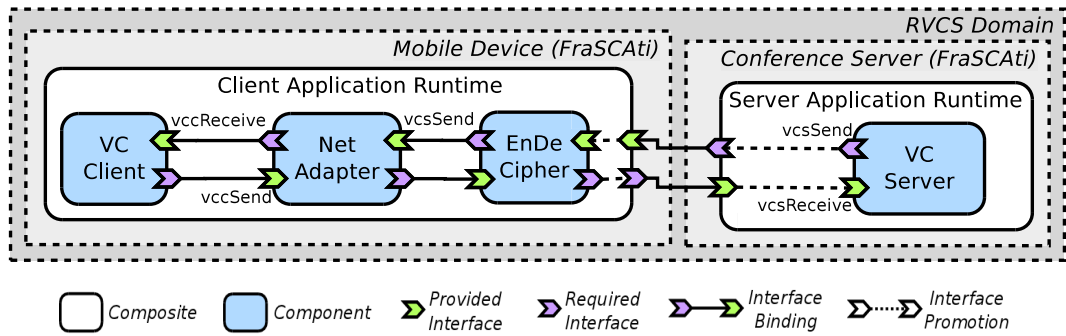 RVCS Domain
Mobile Device (FraSCAti)
Conference Server (FraSCAti)
Client Application Runtime
Server Application Runtime
vccReceive
vcsSend
vcsSend
VC
Client
Net
Adapter
EnDe
Cipher
VC
Server
vccSend
vcsReceive
Composite
Component
Provided
Interface
Required
Interface
Interface
Binding
Interface
Promotion